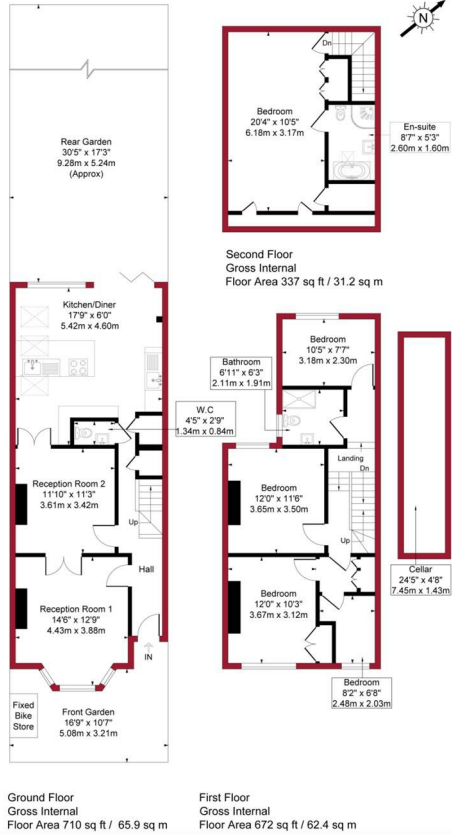 N
Dn
Bedroom
20'4" x 10'5"
6.18m x 3.17m
En-suite
8'7" x 5'3"
2.60m x 1.60m
Rear Garden
30'5" x 17'3"
9.28m x 5.24m
(Approx)
Second Floor
Gross Internal
Floor Area 337 sq ft / 31.2 sq m
Kitchen/Diner
17'9" x 6'0"
5.42m x 4.60m
Bedroom
10'5" x 7'7"
3.18m x 2.30m
Bathroom
6'11" x 6'3"
2.11m x 1.91m
W.C
4'5" x 2'9"
1.34m x 0.84m
Landing
Dn
Reception Room 2
11'10" x 11'3"
3.61m x 3.42m
Up
Bedroom
12'0" x 11'6"
3.65m x 3.50m
Up
Hall
Cellar
24'5" x 4'8"
7.45m x 1.43m
Reception Room 1
14'6" x 12'9"
4.43m x 3.88m
Bedroom
12'0" x 10'3"
3.67m x 3.12m
IN
Bedroom
8'2" x 6'8"
2.48m x 2.03m
Fixed
Bike
Store
Front Garden
16'9" x 10'7"
5.08m x 3.21m
Ground Floor
Gross Internal
Floor Area 710 sq ft / 65.9 sq m
First Floor
Gross Internal
Floor Area 672 sq ft / 62.4 sq m